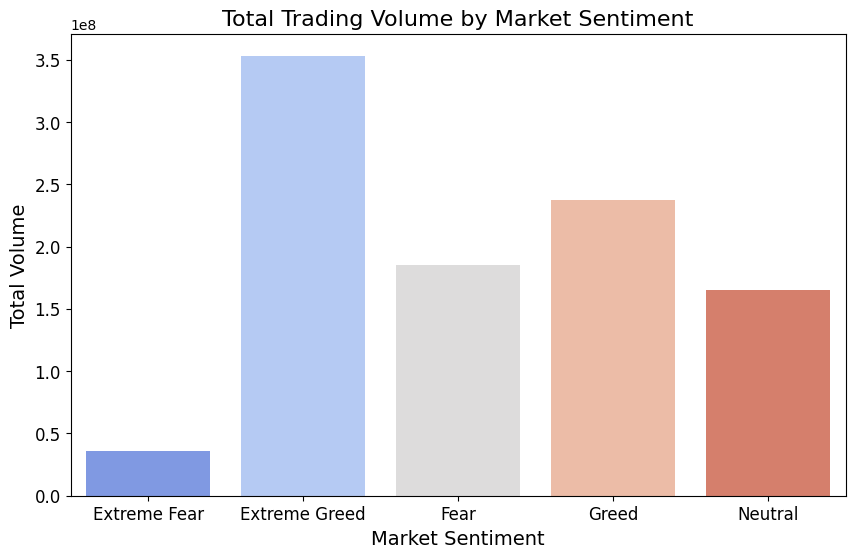 Total Trading Volume by Market Sentiment
1e8
3.5
3.0
2.5
2.0
1.5
1.0
0.5
0.0
Total Volume
Extreme Fear Extreme Greed Fear Greed Neutral
Market Sentiment